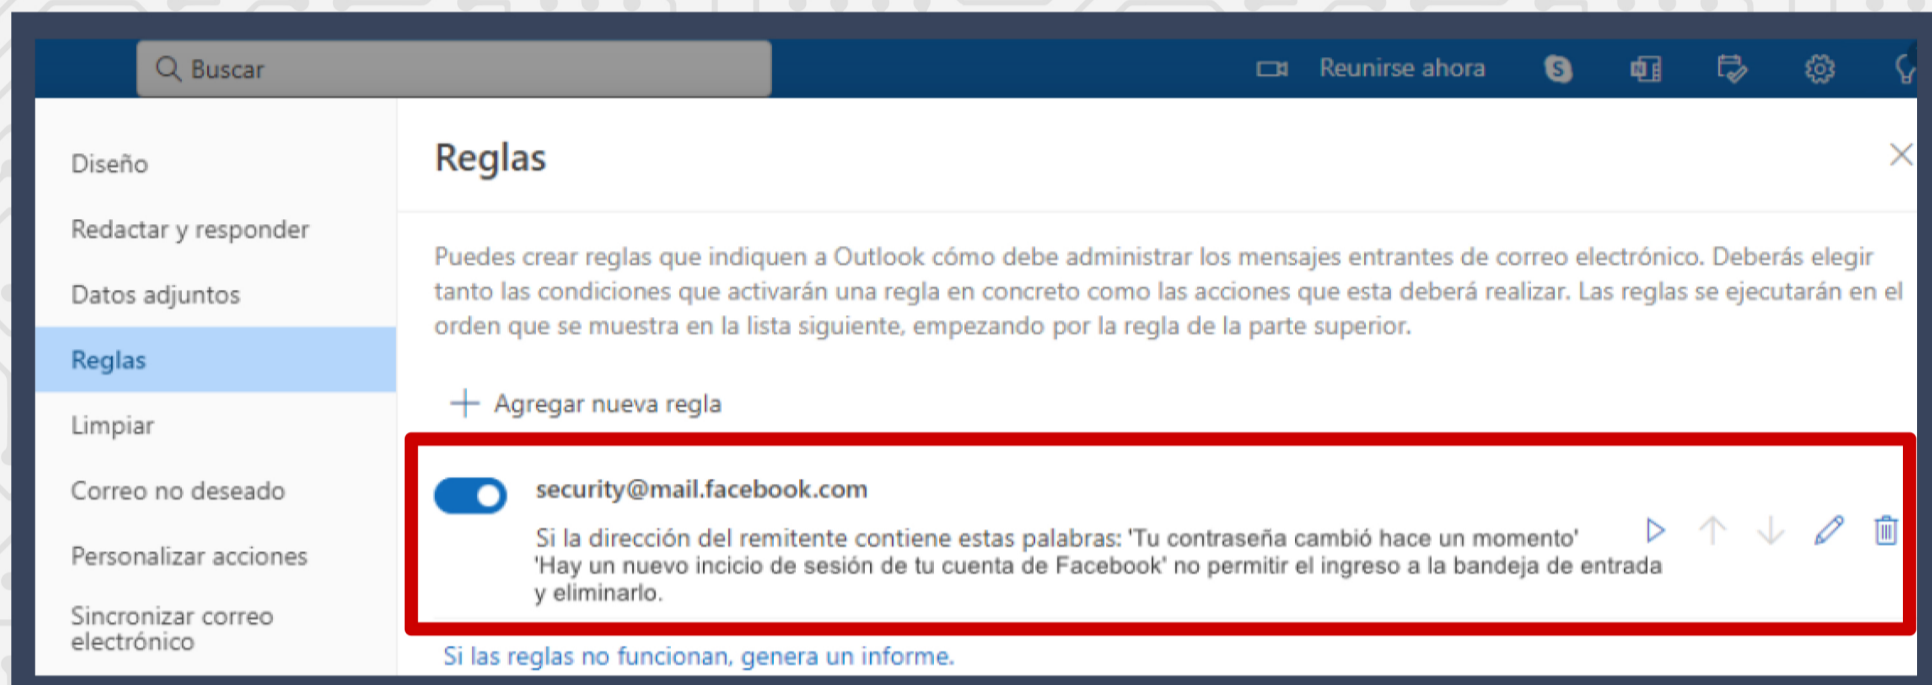 Buscar
Reunirse ahora
Diseño
Redactar y responder
Datos adjuntos
Reglas
Limpiar
Correo no deseado
Personalizar acciones
Sincronizar correo
electrónico
Reglas
Puedes crear reglas que indiquen a Outlook cómo debe administrar los mensajes entrantes de correo electrónico. Deberás elegir
tanto las condiciones que activarán una regla en concreto como las acciones que esta deberá realizar. Las reglas se ejecutarán en el
orden que se muestra en la lista siguiente, empezando por la regla de la parte superior.
Agregar nueva regla
security@mail.facebook.com
Si la dirección del remitente contiene estas palabras: 'Tu contraseña cambió hace un momento'
'Hay un nuevo incicio de sesión de tu cuenta de Facebook' no permitir el ingreso a la bandeja de entrada
y eliminarlo.
Si las reglas no funcionan, genera un informe.